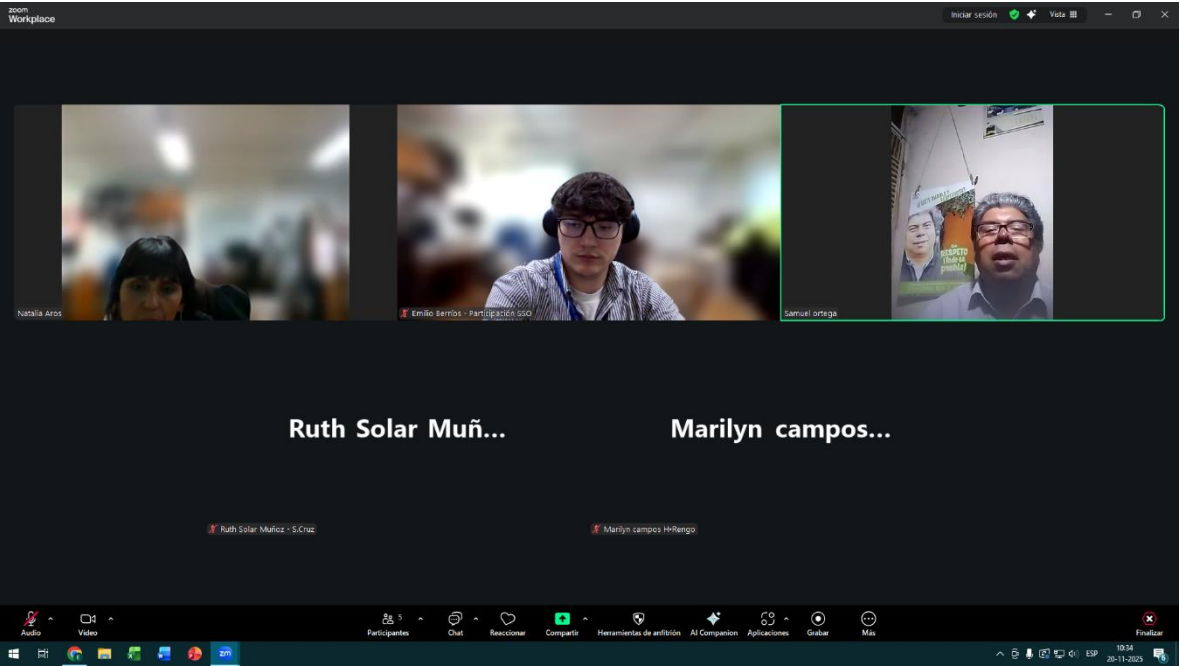 zoom
Workplace
Iniciar sesión
Vista
Natalia Aros
Emilio Berríos - Participación SSO
Samuel ortega
RESPETO
Ruth Solar Muñ...
Marilyn campos...
Ruth Solar Muñoz - S.Cruz
Marilyn campos H•Rengo
Audio
Video
Participantes
5
Chat
Reaccionar
Compartir
Herramientas de anfitrión
AI Companion
Aplicaciones
Grabar
Más
Finalizar
zm
ESP
10:34
20-11-2025